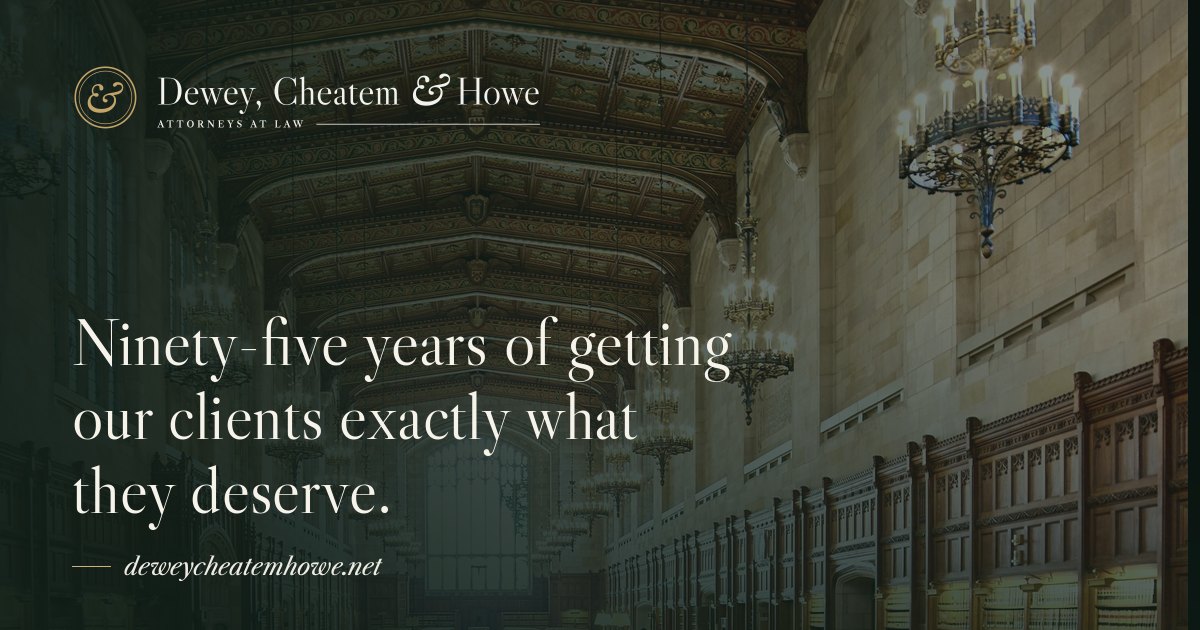 &
Dewey, Cheatem & Howe
ATTORNEYS AT LAW
Ninety-five years of getting
our clients exactly what
they deserve.
deweycheatemhowe.net